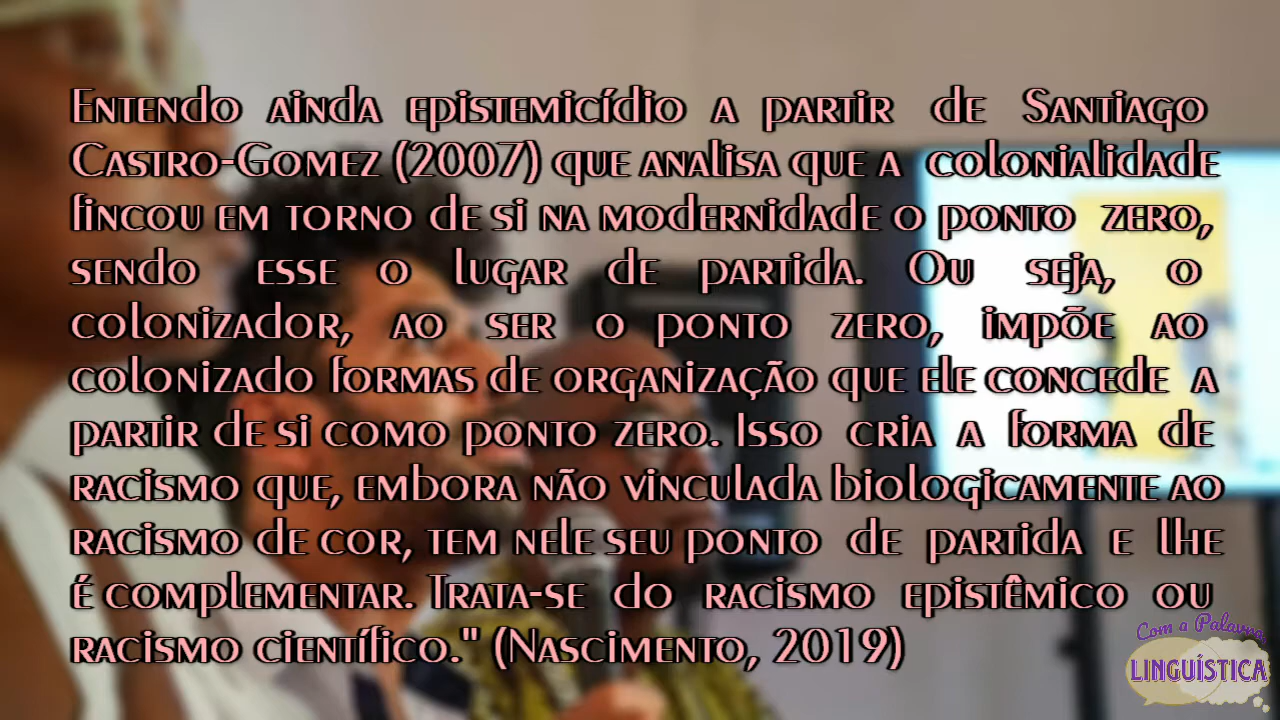 Entendo ainda epistemicídio a partir de Santiago
Castro-Gomez (2007) que analisa que a colonialidade
fincou em torno de si na modernidade o ponto zero,
sendo esse o lugar de partida. Ou seja, o
colonizador, ao ser o ponto zero, impõe ao
colonizado formas de organização que ele concede a
partir de si como ponto zero. Isso cria a forma de
racismo que, embora não vinculada biologicamente ao
racismo de cor, tem nele seu ponto de partida e lhe
é complementar. Trata-se do racismo epistêmico ou
racismo científico." (Nascimento, 2019)
Com a Palavra
LINGUÍSTICA